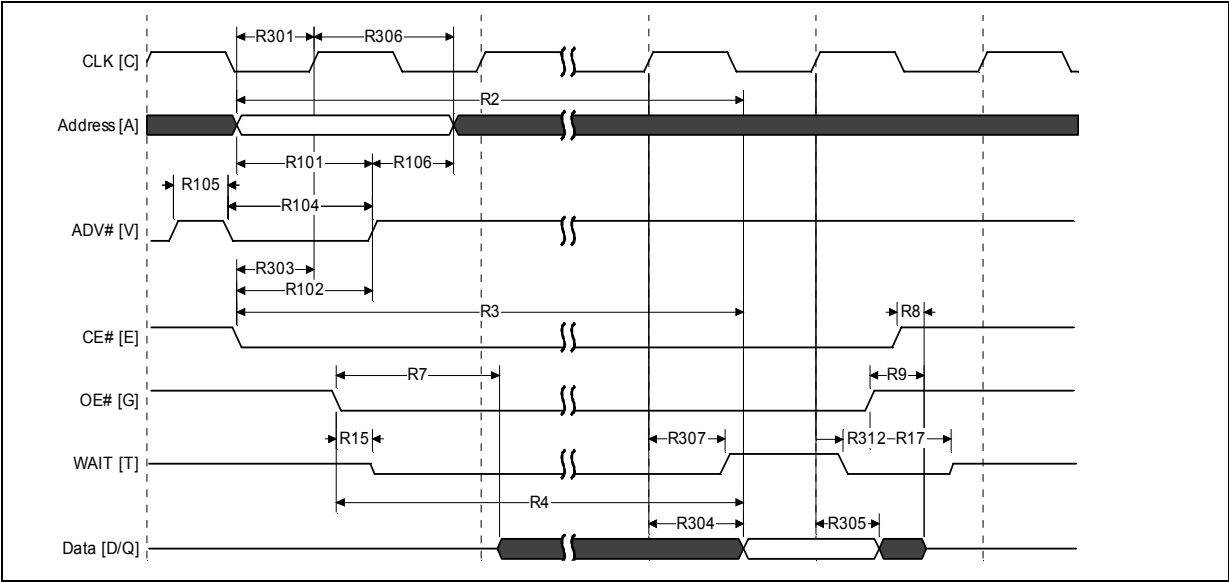 R301 R306
CLK [C]
R2
Address [A]
R101 R106
R105
R104
ADV# [V]
R303
R102
R3 R8
CE# [E]
R7 R9
OE# [G]
R15 R307 R312 R17
WAIT [T]
R4
R304 R305
Data [D/Q]